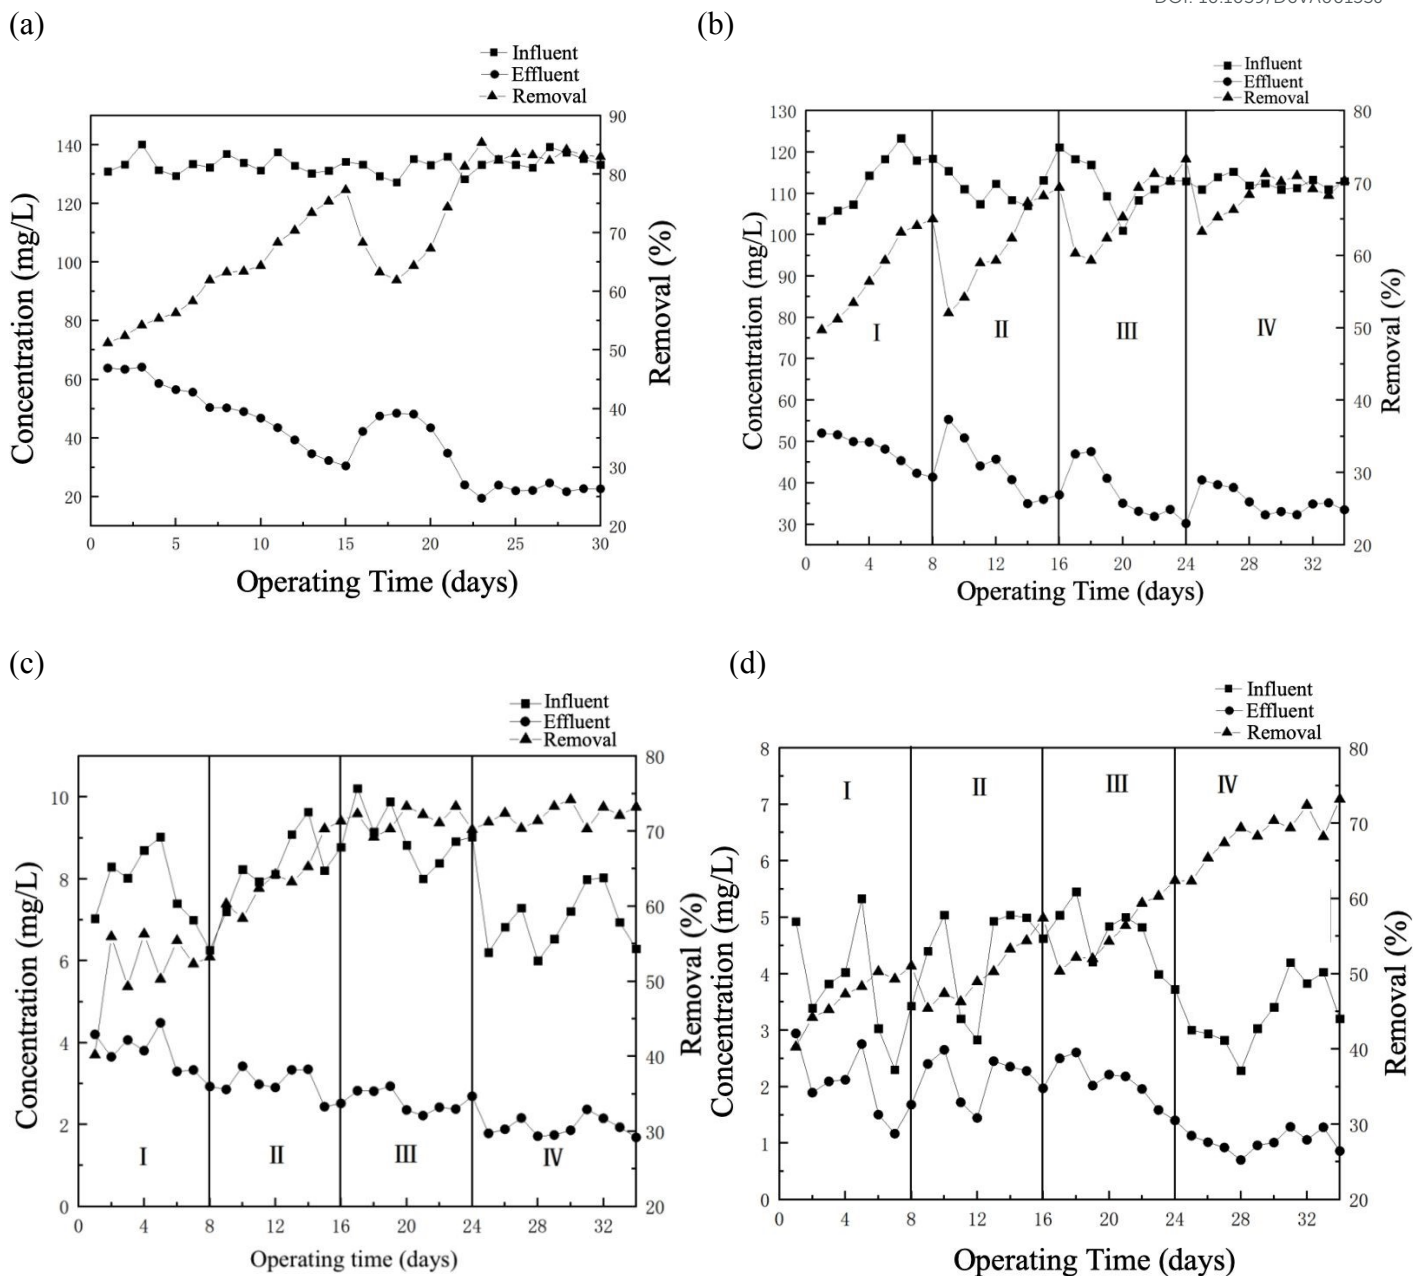 (a)
Influent
Effluent
Removal
Concentration (mg/L)
140
120
100
80
60
40
20
90
80
70
60
50
40
30
20
Removal (%)
0 5 10 15 20 25 30
Operating Time (days)
(b)
Influent
Effluent
Removal
Concentration (mg/L)
130
120
110
100
90
80
70
60
50
40
30
80
70
60
50
40
30
20
Removal (%)
I II III IV
0 4 8 12 16 20 24 28 32
Operating Time (days)
(c)
Influent
Effluent
Removal
Concentration (mg/L)
10
8
6
4
2
0
80
70
60
50
40
30
20
Removal (%)
I II III IV
0 4 8 12 16 20 24 28 32
Operating time (days)
(d)
Influent
Effluent
Removal
Concentration (mg/L)
8
7
6
5
4
3
2
1
0
80
70
60
50
40
30
20
Removal (%)
I II III IV
0 4 8 12 16 20 24 28 32
Operating Time (days)